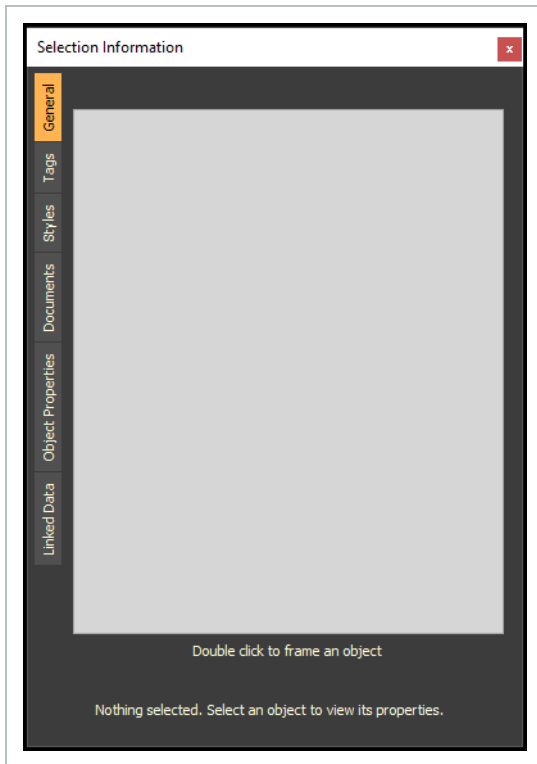 Selection Information
x
General
Tags
Styles
Documents
Object Properties
Linked Data
Double click to frame an object
Nothing selected. Select an object to view its properties.